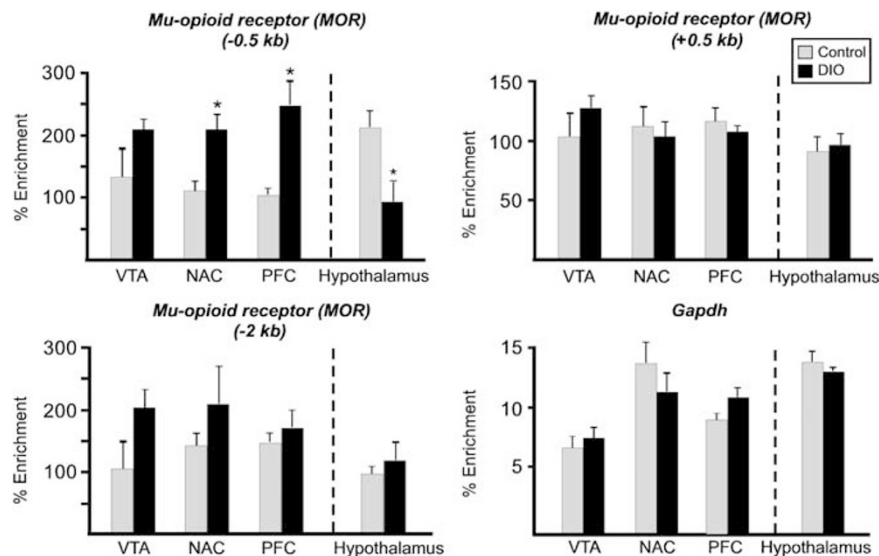 Mu-opioid receptor (MOR)
(-0.5 kb)
% Enrichment
300
200
100
*
*
*
VTA NAC PFC Hypothalamus
Mu-opioid receptor (MOR)
(+0.5 kb)
Control
DIO
% Enrichment
150
100
50
VTA NAC PFC Hypothalamus
Mu-opioid receptor (MOR)
(-2 kb)
% Enrichment
300
200
100
VTA NAC PFC Hypothalamus
Gapdh
% Enrichment
15
10
5
VTA NAC PFC Hypothalamus